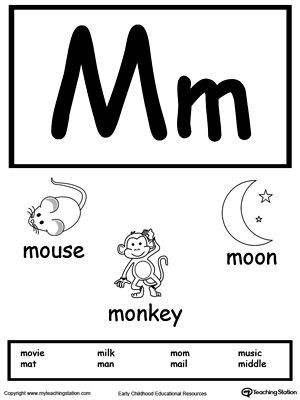 Mm
mouse
moon
monkey
movie milk mom music
mat man mail middle
Copyright www.myteachingstation.com Early Childhood Educational Resources TeachingStation